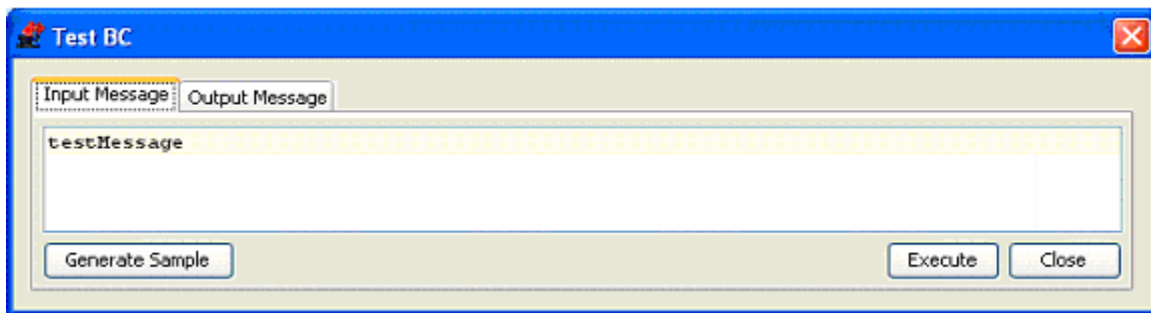 Test BC
Input Message Output Message
testMessage
Generate Sample Execute Close